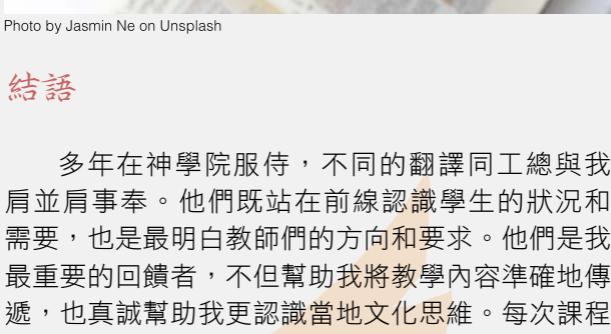 Photo by Jasmin Ne on Unsplash
結語
多年在神學院服侍，不同的翻譯同工總與我
肩並肩事奉。他們既站在前線認識學生的狀況和
需要，也是最明白教師們的方向和要求。他們是我
最重要的回饋者，不但幫助我將教學內容準確地傳
遞，也真誠幫助我更認識當地文化思維。每次課程